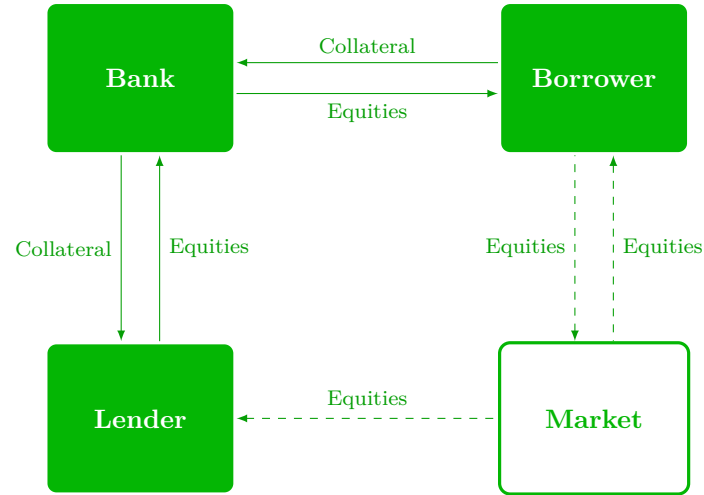 Collateral
Bank
Borrower
Equities
Collateral
Equities
Equities
Equities
Equities
Lender
Market